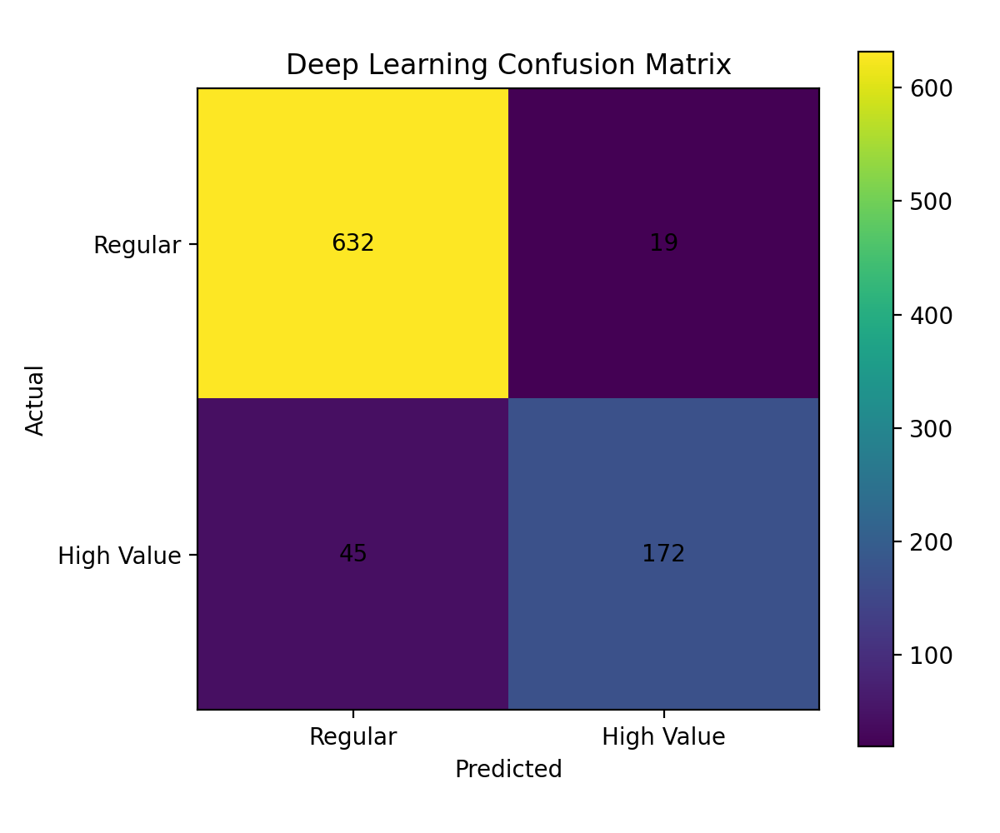 Deep Learning Confusion Matrix
Regular
High Value
Actual
632
19
45
172
Regular
High Value
Predicted
600
500
400
300
200
100